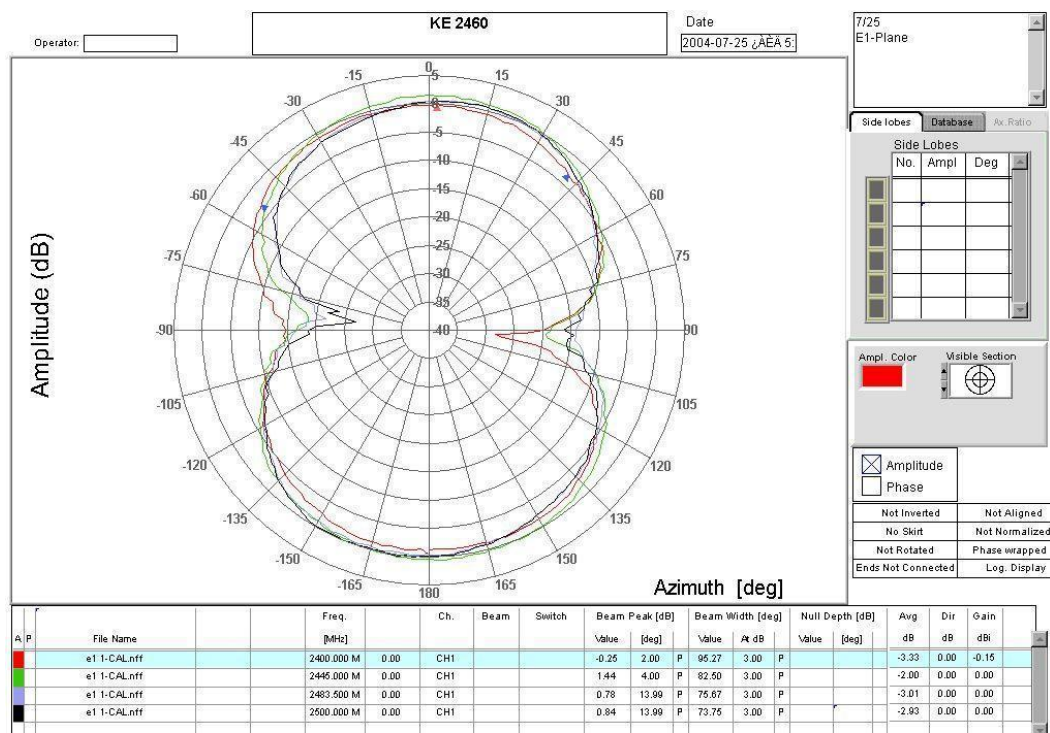 KE 2460
Operator:
Date
2004-07-25 ¿ÀÈÄ 5:
7/25
E1-Plane
Side lobes Database Ax.Ratio
Side Lobes
No. Ampl Deg
Ampl. Color Visible Section
Amplitude
Phase
Not Inverted Not Aligned
No Skirt Not Normalized
Not Rotated Phase wrapped
Ends Not Connected Log. Display
Amplitude (dB)
0
-15 15
-30 30
-45 45
-60 60
-75 75
-90 90
-105 105
-120 120
-135 135
-150 150
-165 165
180
5
0
-5
-10
-15
-20
-25
-30
-35
-40
Azimuth [deg]
Freq. Ch. Beam Switch Beam Peak [dB] Beam Width [deg] Null Depth [dB] Avg Dir Gain
A P File Name [MHz] Value [deg] Value At dB Value [deg] dB dB dBi
e1 1-CAL.nff 2400.000 M 0.00 CH1 -0.25 2.00 P 95.27 3.00 P -3.33 0.00 -0.15
e1 1-CAL.nff 2445.000 M 0.00 CH1 1.44 4.00 P 82.50 3.00 P -2.00 0.00 0.00
e1 1-CAL.nff 2483.500 M 0.00 CH1 0.78 13.99 P 75.67 3.00 P -3.01 0.00 0.00
e1 1-CAL.nff 2500.000 M 0.00 CH1 0.84 13.99 P 73.75 3.00 P -2.93 0.00 0.00